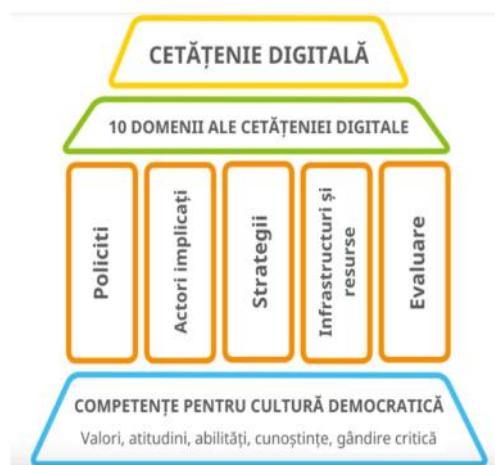 CETĂȚENIE DIGITALĂ
10 DOMENII ALE CETĂȚENIEI DIGITALE
Policiti
Actori implicați
Strategii
Infrastructuri și
resurse
Evaluare
COMPETENȚE PENTRU CULTURĂ DEMOCRATICĂ
Valori, atitudini, abilități, cunoștințe, gândire critică